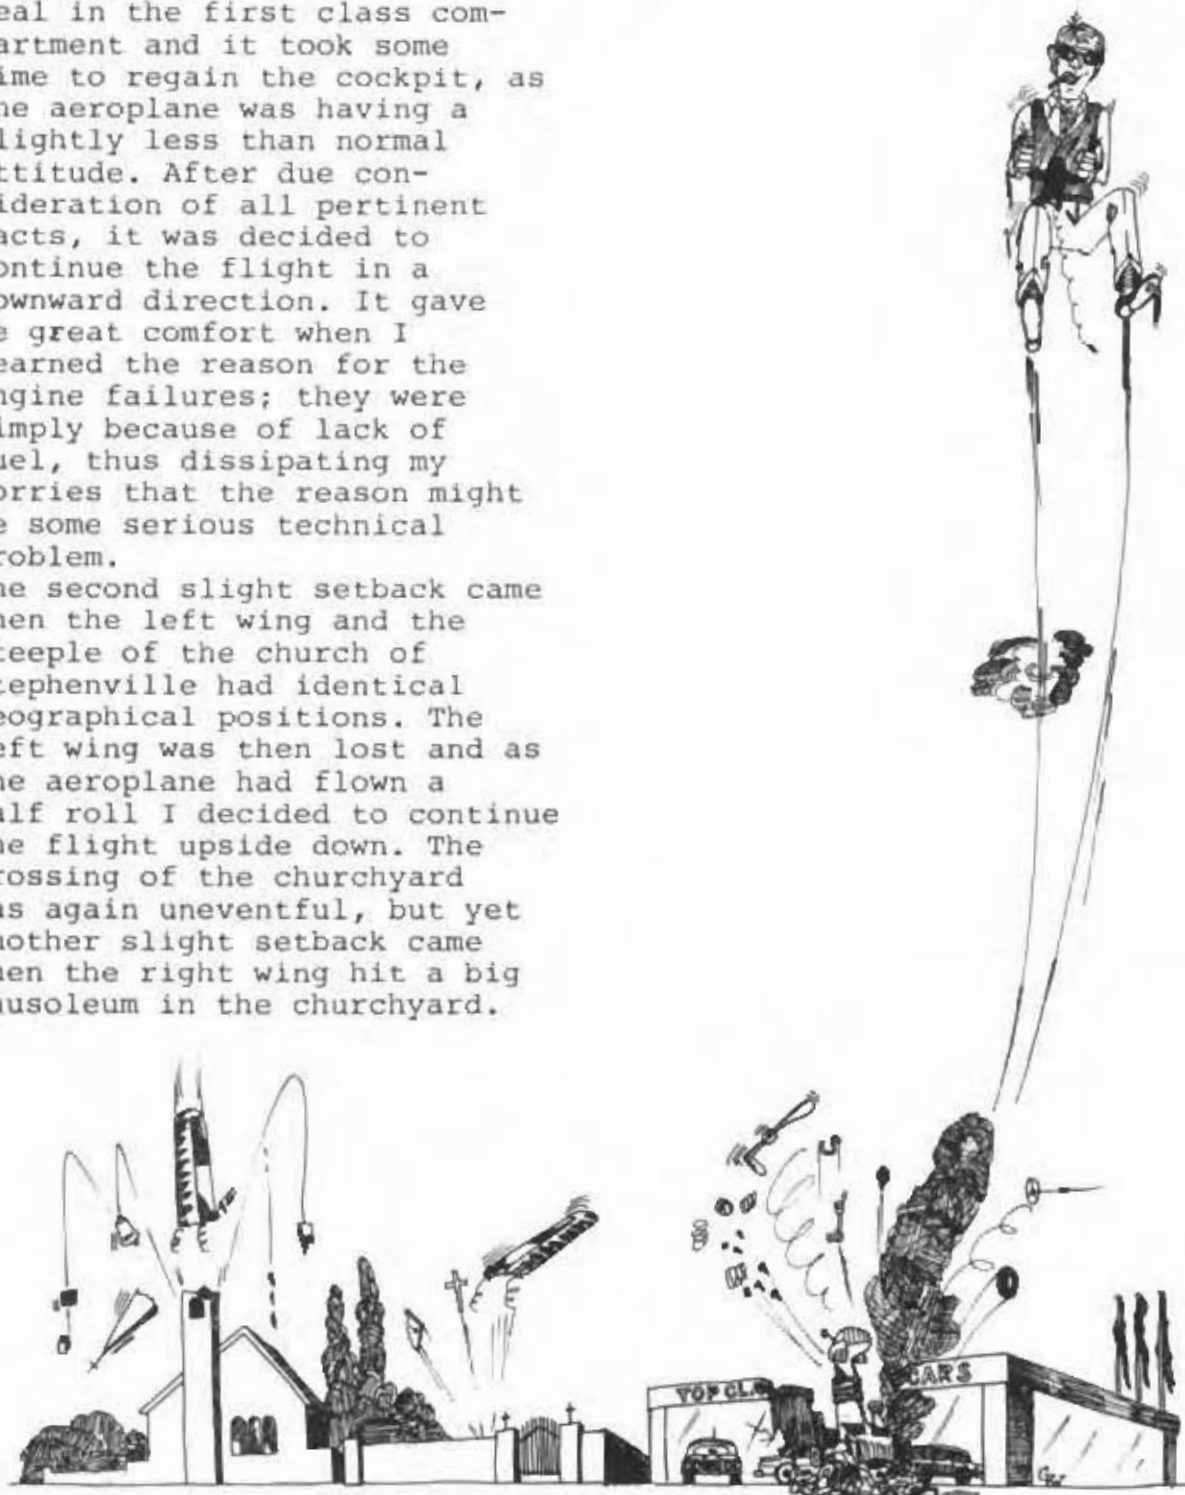 eal in the first class com-
artment and it took some
ime to regain the cockpit, as
he aeroplane was having a
lightly less than normal
ttitude. After due con-
ideration of all pertinent
acts, it was decided to
ontinue the flight in a
ownward direction. It gave
e great comfort when I
earned the reason for the
ngine failures; they were
imply because of lack of
uel, thus dissipating my
orries that the reason might
e some serious technical
roblem.
he second slight setback came
hen the left wing and the
teeple of the church of
tephenville had identical
eographical positions. The
eft wing was then lost and as
he aeroplane had flown a
alf roll I decided to continue
he flight upside down. The
rossing of the churchyard
as again uneventful, but yet
nother slight setback came
hen the right wing hit a big
ausoleum in the churchyard.
TOP CLA CARS